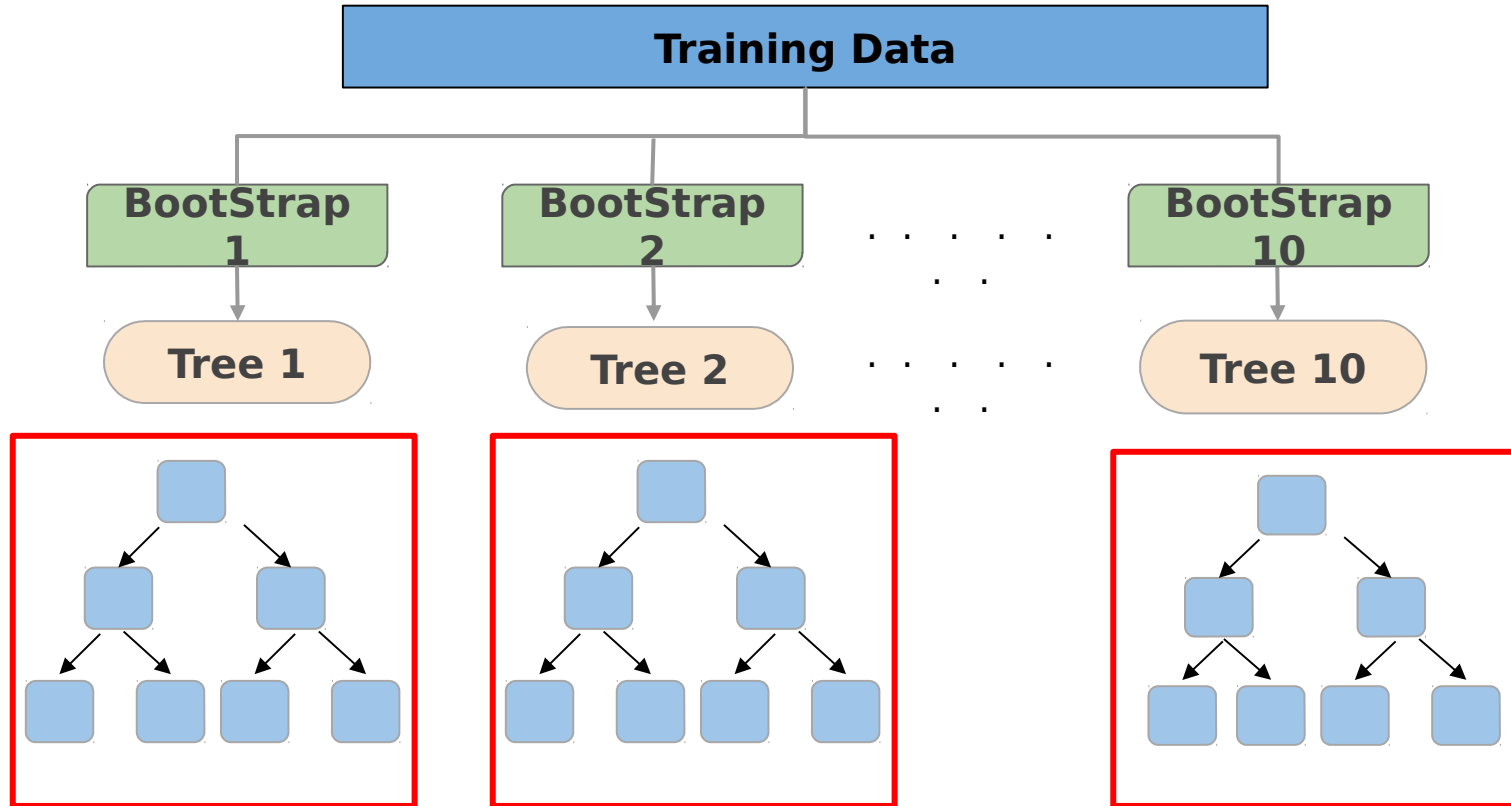 Training Data
BootStrap
1
BootStrap
2
. . . . .
. .
BootStrap
10
Tree 1
Tree 2
. . . . .
. .
Tree 10